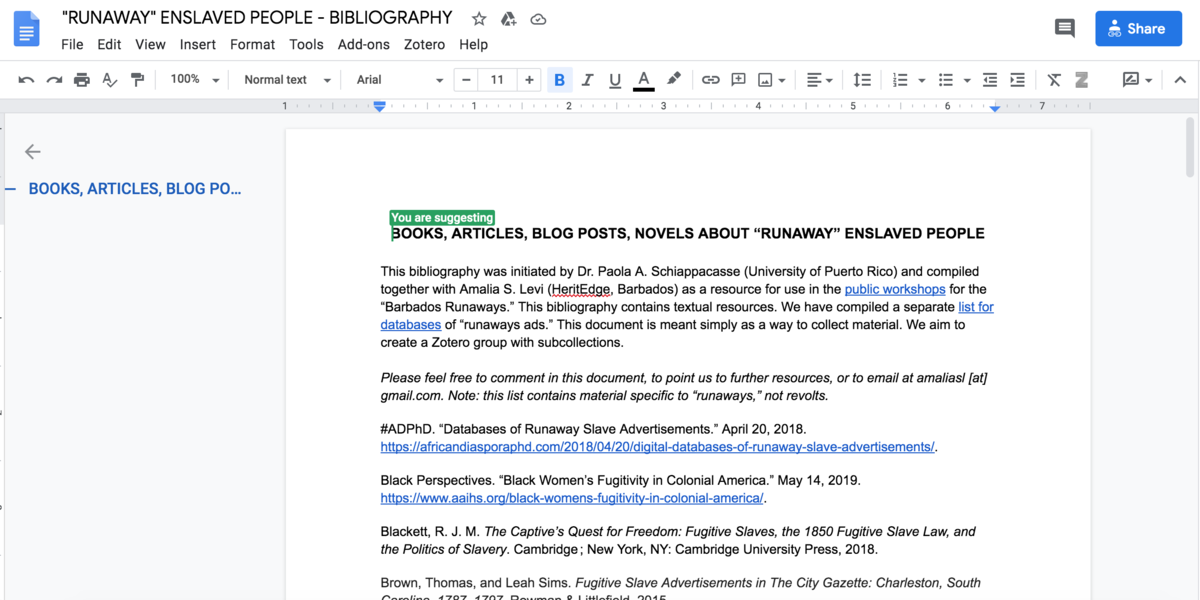 "RUNAWAY" ENSLAVED PEOPLE - BIBLIOGRAPHY
File Edit View Insert Format Tools Add-ons Zotero Help
Share
100% Normal text Arial 11 B I U A Z
1 1 2 3 4 5 6 7
BOOKS, ARTICLES, BLOG PO...
You are suggesting
BOOKS, ARTICLES, BLOG POSTS, NOVELS ABOUT “RUNAWAY” ENSLAVED PEOPLE
This bibliography was initiated by Dr. Paola A. Schiappacasse (University of Puerto Rico) and compiled
together with Amalia S. Levi (HeritEdge, Barbados) as a resource for use in the public workshops for the
“Barbados Runaways.” This bibliography contains textual resources. We have compiled a separate list for
databases of “runaways ads.” This document is meant simply as a way to collect material. We aim to
create a Zotero group with subcollections.
Please feel free to comment in this document, to point us to further resources, or to email at amaliasl [at]
gmail.com. Note: this list contains material specific to “runaways,” not revolts.
#ADPhD. “Databases of Runaway Slave Advertisements.” April 20, 2018.
https://africandiasporaphd.com/2018/04/20/digital-databases-of-runaway-slave-advertisements/.
Black Perspectives. “Black Women’s Fugitivity in Colonial America.” May 14, 2019.
https://www.aaihs.org/black-womens-fugitivity-in-colonial-america/.
Blackett, R. J. M. The Captive’s Quest for Freedom: Fugitive Slaves, the 1850 Fugitive Slave Law, and
the Politics of Slavery. Cambridge ; New York, NY: Cambridge University Press, 2018.
Brown, Thomas, and Leah Sims. Fugitive Slave Advertisements in The City Gazette: Charleston, South
Carolina, 1787-1797. Rowman & Littlefield, 2015.